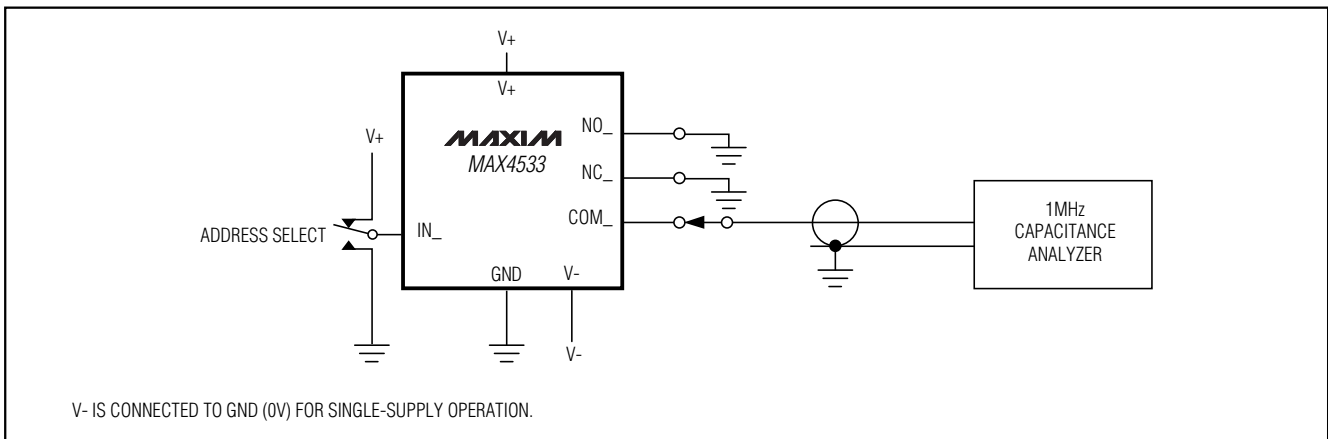 V+
V+
MAXIM
MAX4533
NO_
NC_
COM_
V+
ADDRESS SELECT
IN_
GND
V-
V-
1MHz
CAPACITANCE
ANALYZER
V- IS CONNECTED TO GND (0V) FOR SINGLE-SUPPLY OPERATION.